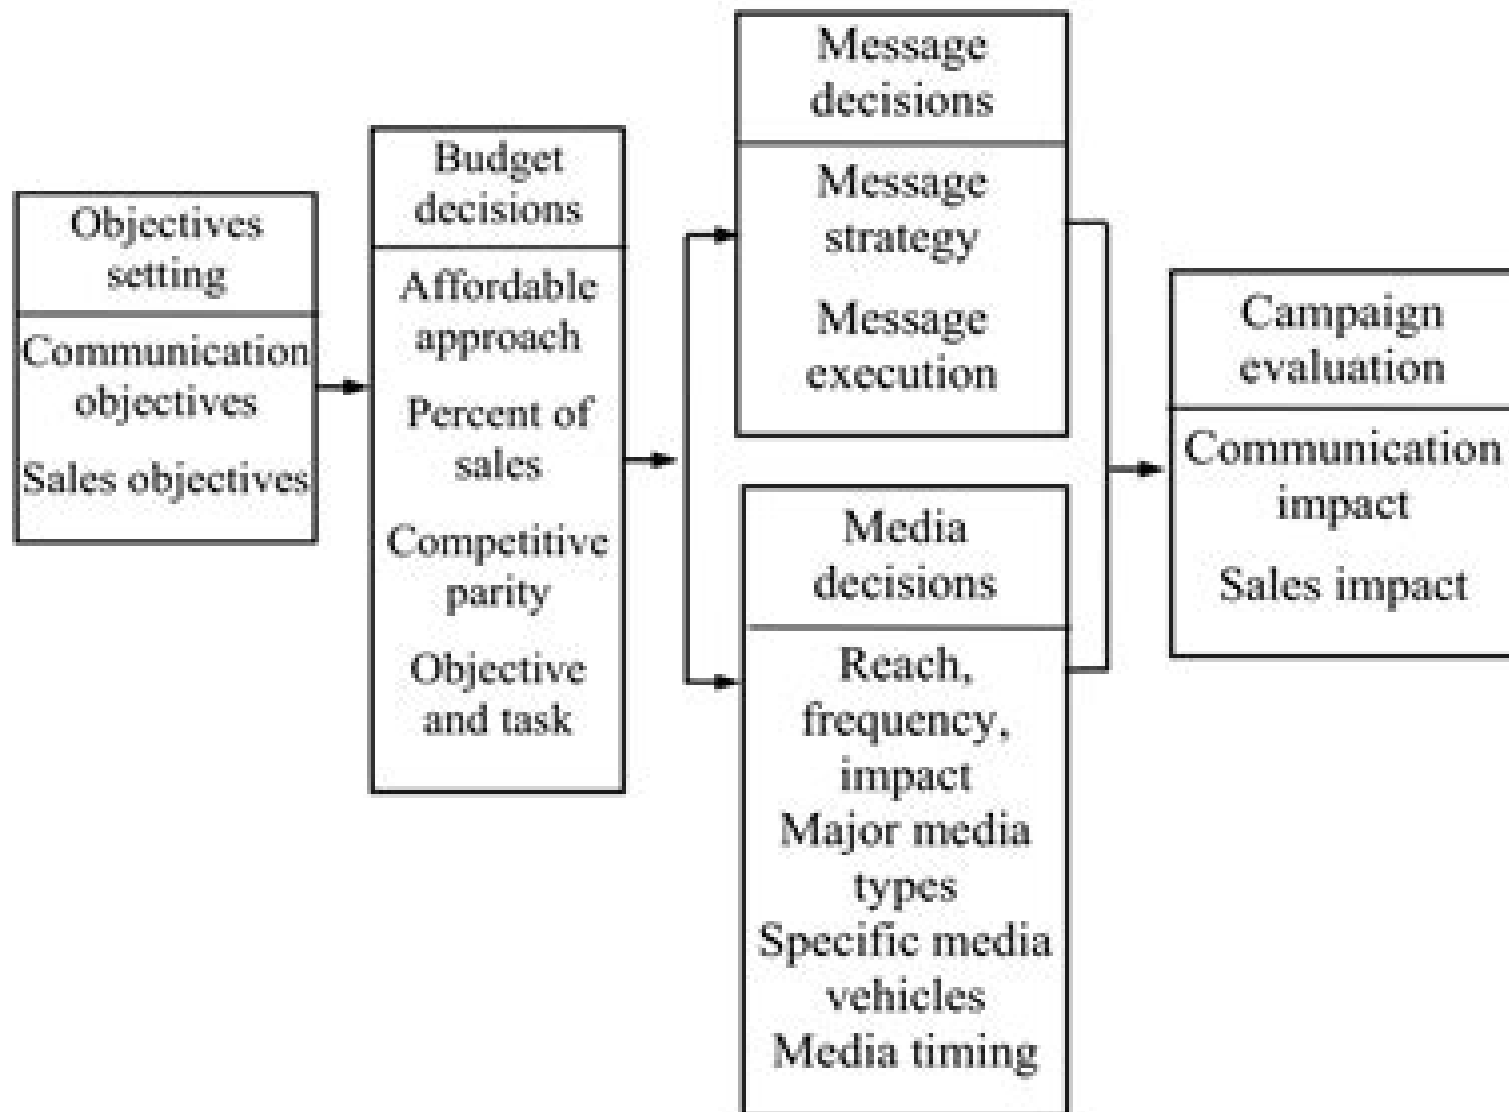 Objectives
setting
Communication
objectives
Sales objectives
Budget
decisions
Affordable
approach
Percent of
sales
Competitive
parity
Objective
and task
Message
decisions
Message
strategy
Message
execution
Media
decisions
Reach,
frequency,
impact
Major media
types
Specific media
vehicles
Media timing
Campaign
evaluation
Communication
impact
Sales impact